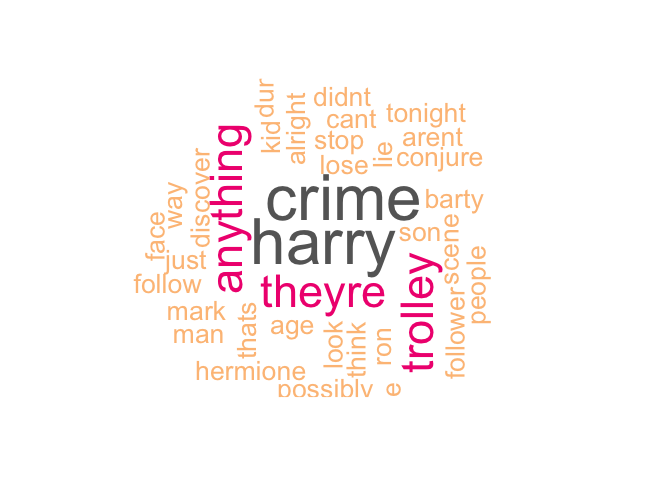 dur
didnt
kid
alright
cant
tonight
stop
arent
lose
lie
conjure
anything
discover
way
crime
barty
harry
son
scene
face
just
people
follow
theyre
trolley
follower
mark
man
thats
age
look
think
ron
hermione
possibly
e